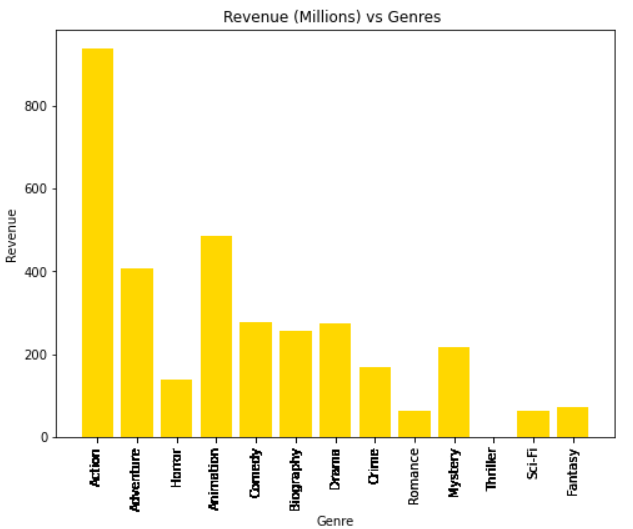 Revenue (Millions) vs Genres
800
600
400
200
0
Revenue
Action
Adventure
Horror
Animation
Comedy
Biography
Drama
Crime
Romance
Mystery
Thriller
Sci-Fi
Fantasy
Genre